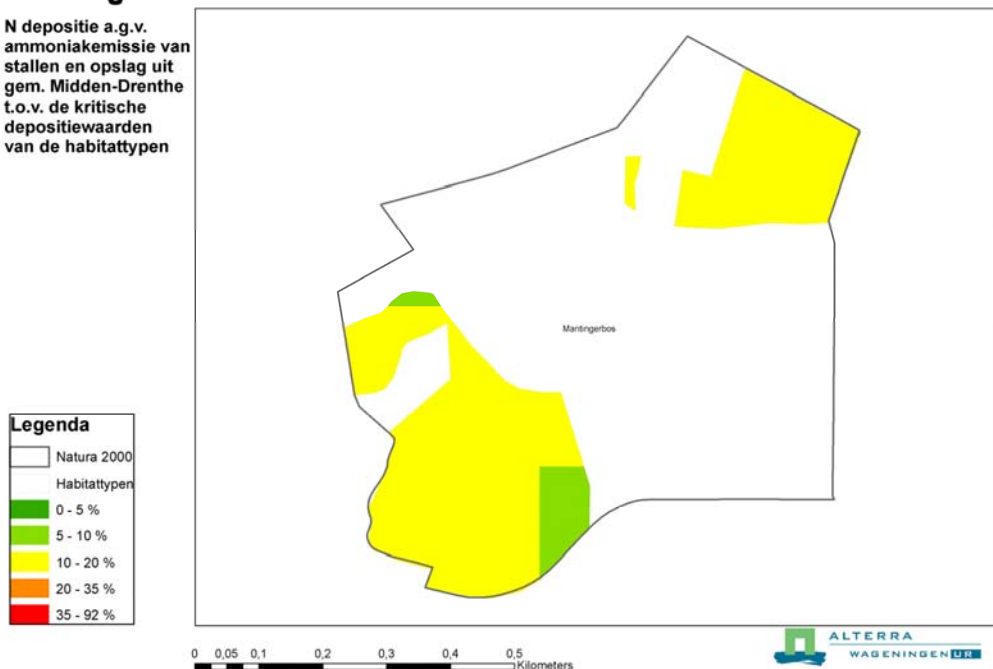 N depositie a.g.v.
ammoniakemissie van
stallen en opslag uit
gem. Midden-Drenthe
t.o.v. de kritische
depositiewaarden
van de habitattypen
Mantingerbos
Legenda
Natura 2000
Habitattypen
0 - 5 %
5 - 10 %
10 - 20 %
20 - 35 %
35 - 92 %
0 0,05 0,1 0,2 0,3 0,4 0,5
Kilometers
ALTERRA
WAGENINGEN UR